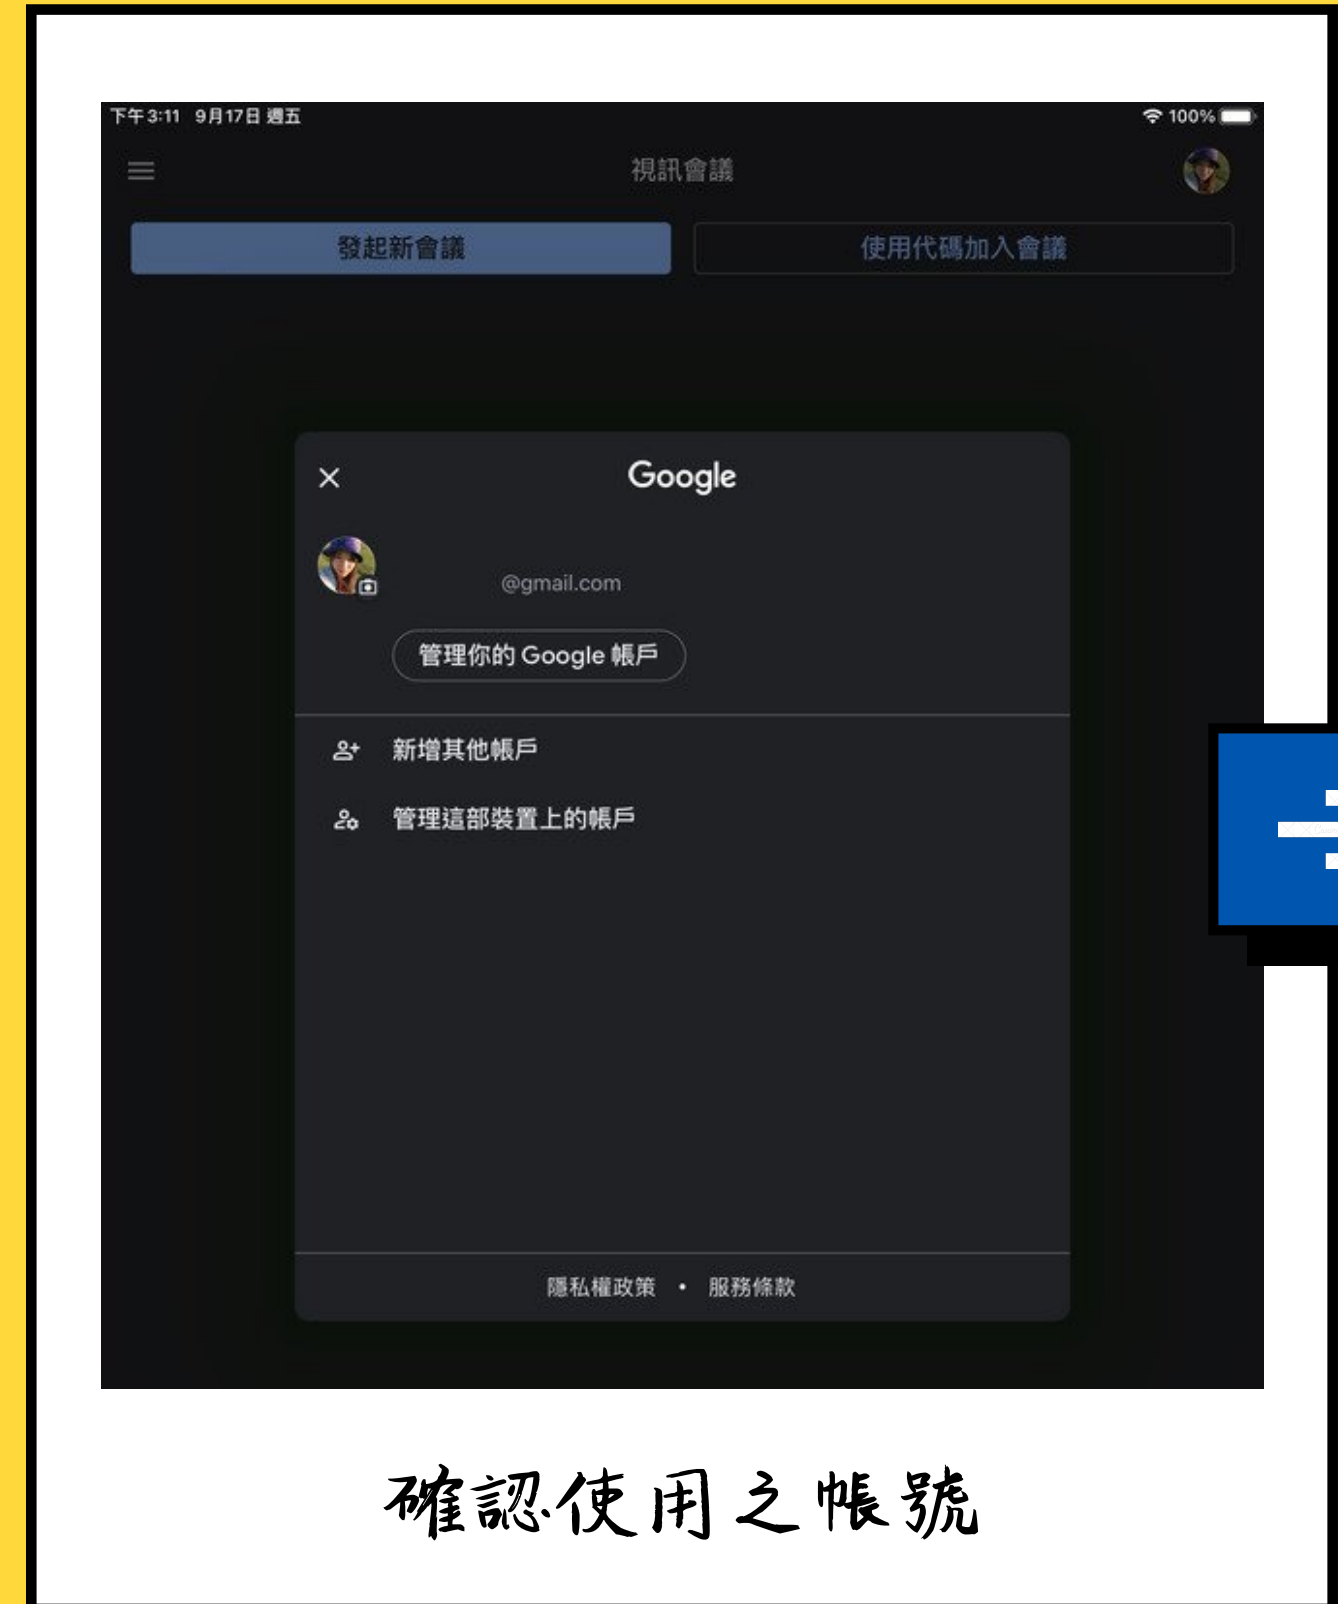 下午3:11 9月17日 週五 100%
視訊會議
發起新會議 使用代碼加入會議
Google
@gmail.com
管理你的 Google 帳戶
新增其他帳戶
管理這部裝置上的帳戶
隱私權政策 • 服務條款
確認使用之帳號